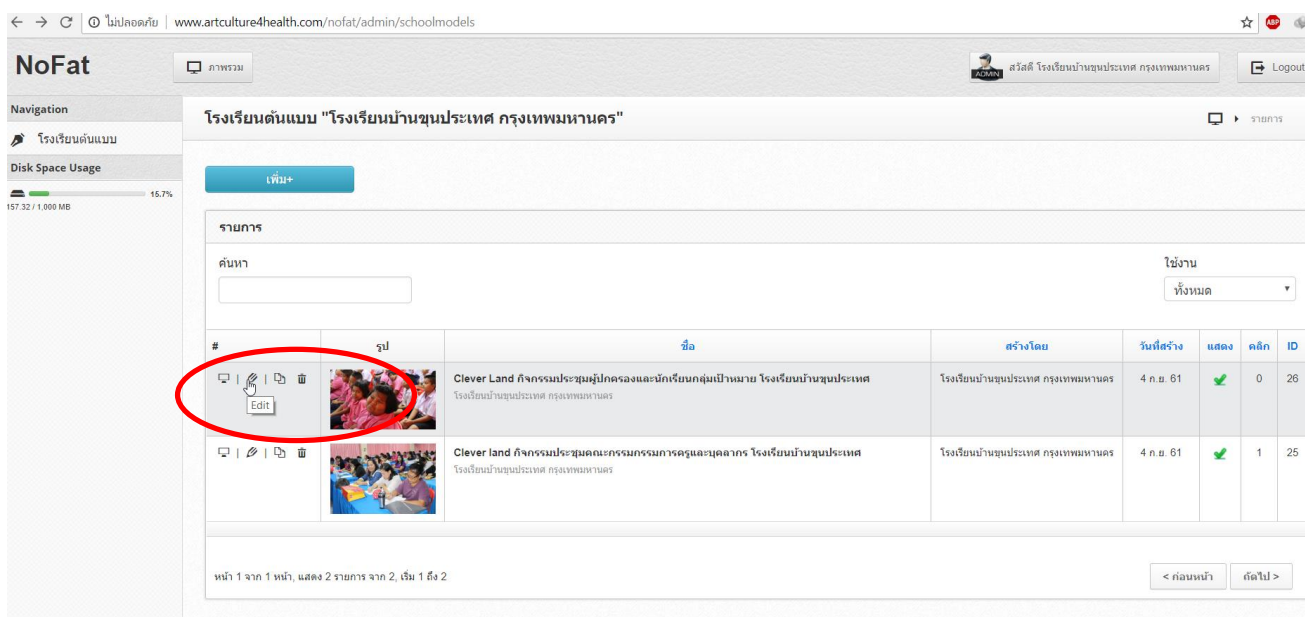 ไม่ปลอดภัย | www.artculture4health.com/nofat/admin/schoolmodels
ABP
NoFat
ภาพรวม
ADMIN
สวัสดี โรงเรียนบ้านขุนประเทศ กรุงเทพมหานคร
Logout
Navigation
โรงเรียนต้นแบบ
Disk Space Usage
15.7%
157.32 / 1,000 MB
โรงเรียนต้นแบบ "โรงเรียนบ้านขุนประเทศ กรุงเทพมหานคร"
รายการ
เพิ่ม+
รายการ
ค้นหา
ใช้งาน
ทั้งหมด
# รูป ชื่อ สร้างโดย วันที่สร้าง แสดง คลิก ID
Clever Land กิจกรรมประชุมผู้ปกครองและนักเรียนกลุ่มเป้าหมาย โรงเรียนบ้านขุนประเทศ
โรงเรียนบ้านขุนประเทศ กรุงเทพมหานคร
โรงเรียนบ้านขุนประเทศ กรุงเทพมหานคร 4 ก.ย. 61 0 26
Edit
Clever land กิจกรรมประชุมคณะกรรมกรรมการครูและบุคลากร โรงเรียนบ้านขุนประเทศ
โรงเรียนบ้านขุนประเทศ กรุงเทพมหานคร
โรงเรียนบ้านขุนประเทศ กรุงเทพมหานคร 4 ก.ย. 61 1 25
หน้า 1 จาก 1 หน้า, แสดง 2 รายการ จาก 2, เริ่ม 1 ถึง 2
< ก่อนหน้า
ถัดไป >